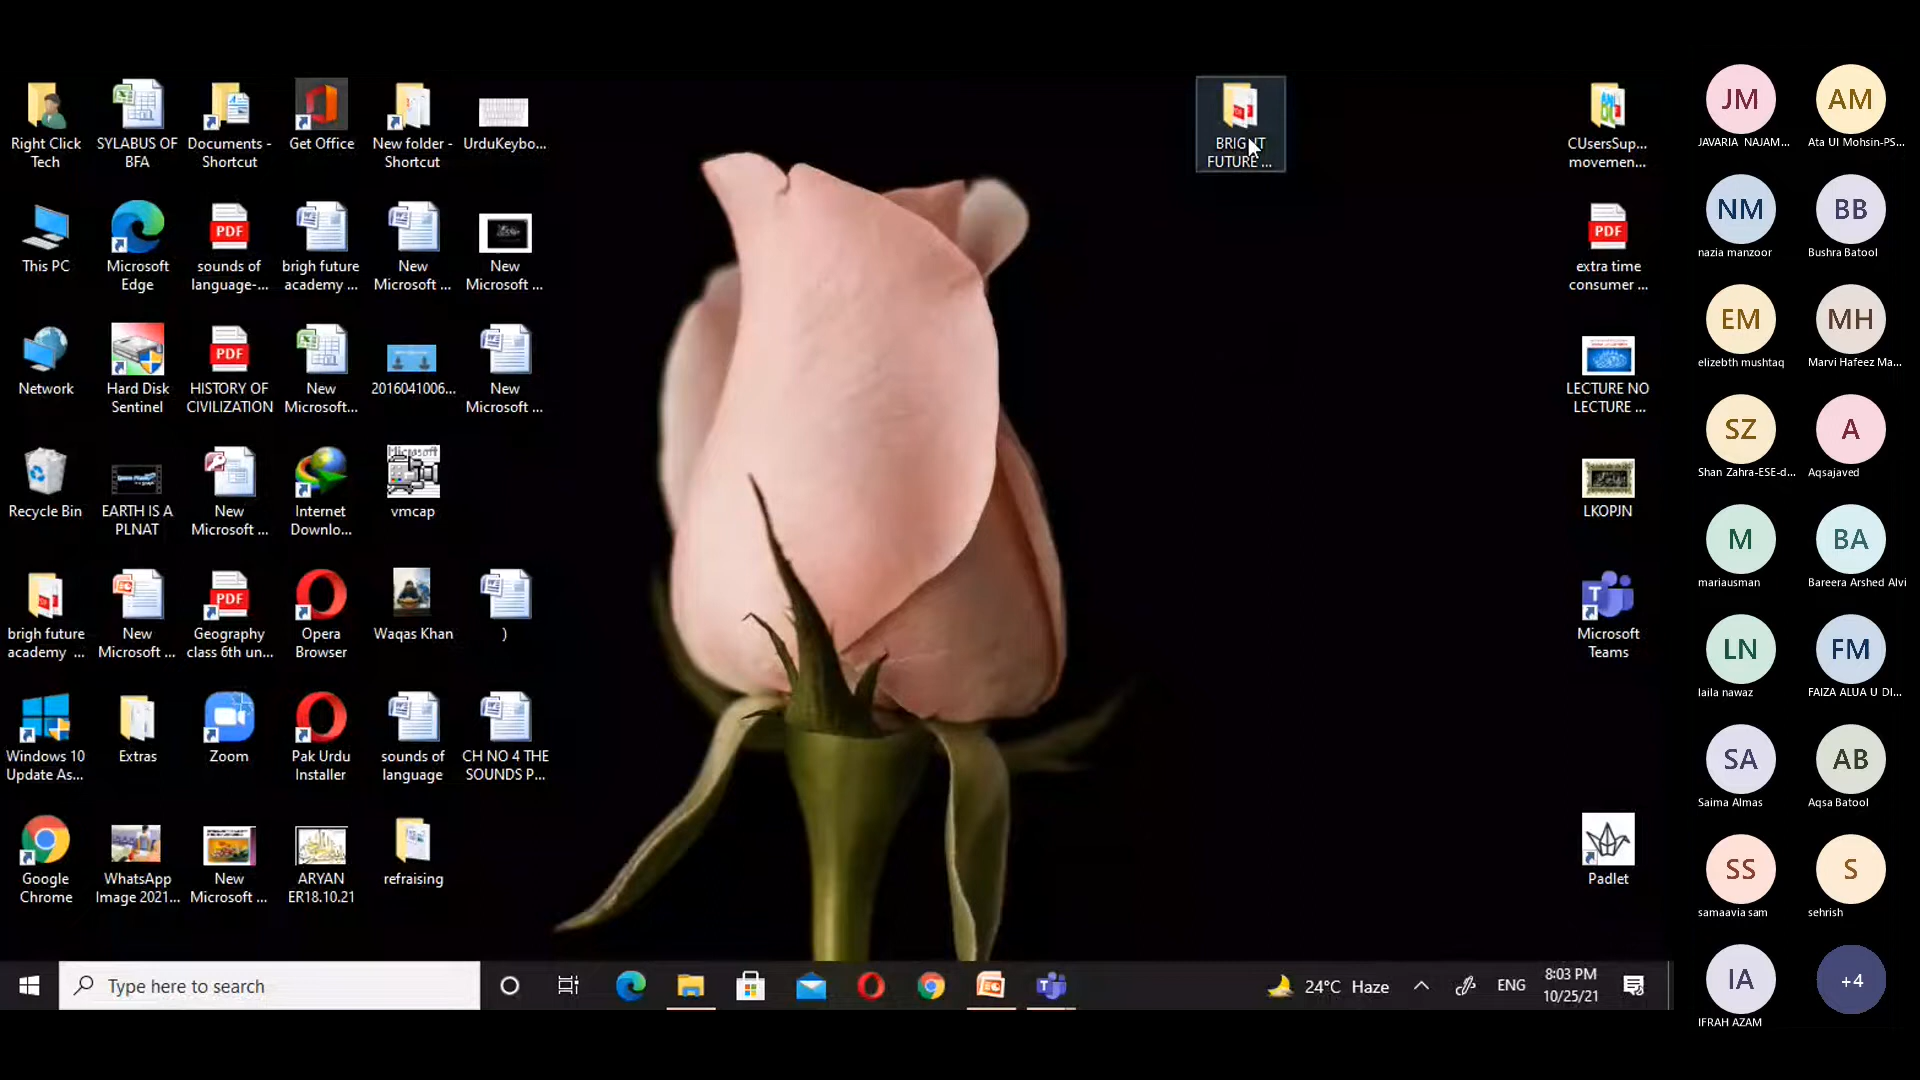 Right Click
Tech
SYLABUS OF
BFA
Documents -
Shortcut
Get Office
New folder -
Shortcut
UrduKeybo...
BRIGHT
FUTURE ...
CUsersSup...
movemen...
This PC
Microsoft
Edge
PDF
sounds of
language-...
brigh future
academy ...
New
Microsoft ...
New
Microsoft ...
PDF
extra time
consumer ...
Network
Hard Disk
Sentinel
PDF
HISTORY OF
CIVILIZATION
New
Microsoft...
2016041006...
New
Microsoft ...
LECTURE NO
LECTURE ...
Recycle Bin
EARTH IS A
PLNAT
New
Microsoft ...
Internet
Downlo...
Microsoft
vmcap
LKOPJN
brigh future
academy ...
New
Microsoft ...
PDF
Geography
class 6th un...
Opera
Browser
Waqas Khan
)
T
Microsoft
Teams
Windows 10
Update As...
Extras
Zoom
Pak Urdu
Installer
sounds of
language
CH NO 4 THE
SOUNDS P...
Google
Chrome
WhatsApp
Image 2021...
New
Microsoft ...
ARYAN
ER18.10.21
refraising
Padlet
Type here to search
24°C Haze
ENG
8:03 PM
10/25/21
JM
JAVARIA NAJAM...
AM
Ata Ul Mohsin-PS...
NM
nazia manzoor
BB
Bushra Batool
EM
elizebth mushtaq
MH
Marvi Hafeez Ma...
SZ
Shan Zahra-ESE-d...
A
Aqsajaved
M
mariausman
BA
Bareera Arshed Alvi
LN
laila nawaz
FM
FAIZA ALUA U DI...
SA
Saima Almas
AB
Aqsa Batool
SS
samaavia sam
S
sehrish
IA
IFRAH AZAM
+4